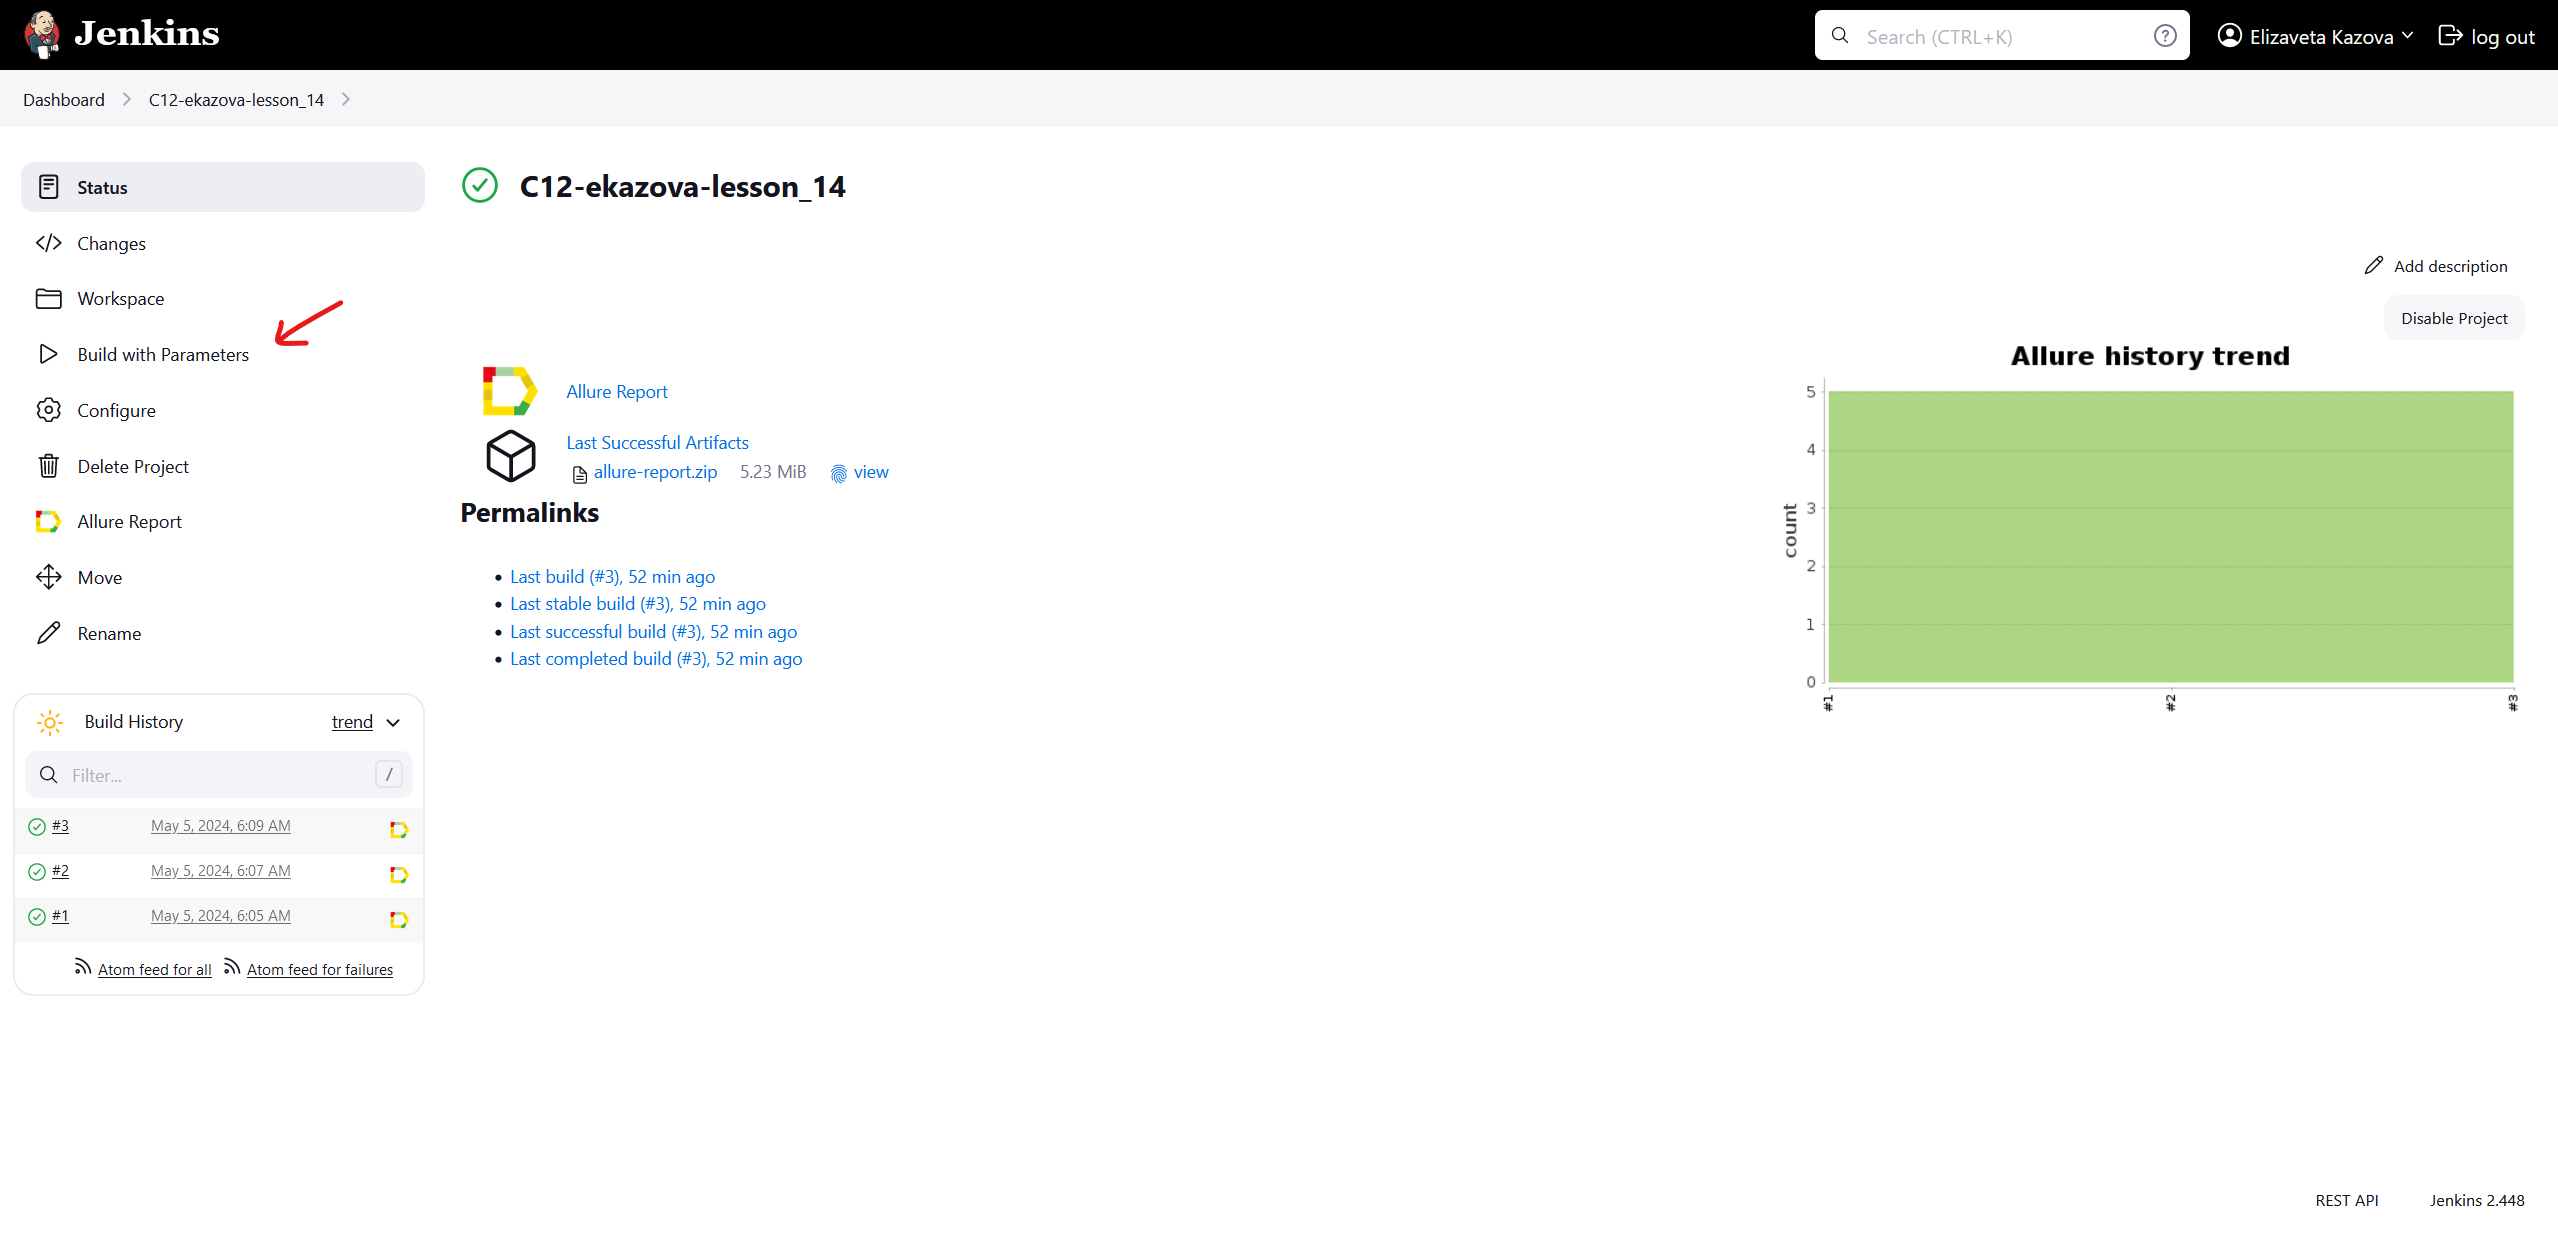 Jenkins
Search (CTRL+K)
Elizaveta Kazova
log out
Dashboard
C12-ekazova-lesson_14
Status
Changes
Workspace
Build with Parameters
Configure
Delete Project
Allure Report
Move
Rename
Build History
trend
Filter...
/
#3 May 5, 2024, 6:09 AM
#2 May 5, 2024, 6:07 AM
#1 May 5, 2024, 6:05 AM
Atom feed for all Atom feed for failures
C12-ekazova-lesson_14
Add description
Disable Project
Allure Report
Last Successful Artifacts
allure-report.zip 5.23 MiB view
Permalinks
Last build (#3), 52 min ago
Last stable build (#3), 52 min ago
Last successful build (#3), 52 min ago
Last completed build (#3), 52 min ago
Allure history trend
count
5
4
3
2
1
0
#1
#2
#3
REST API
Jenkins 2.448